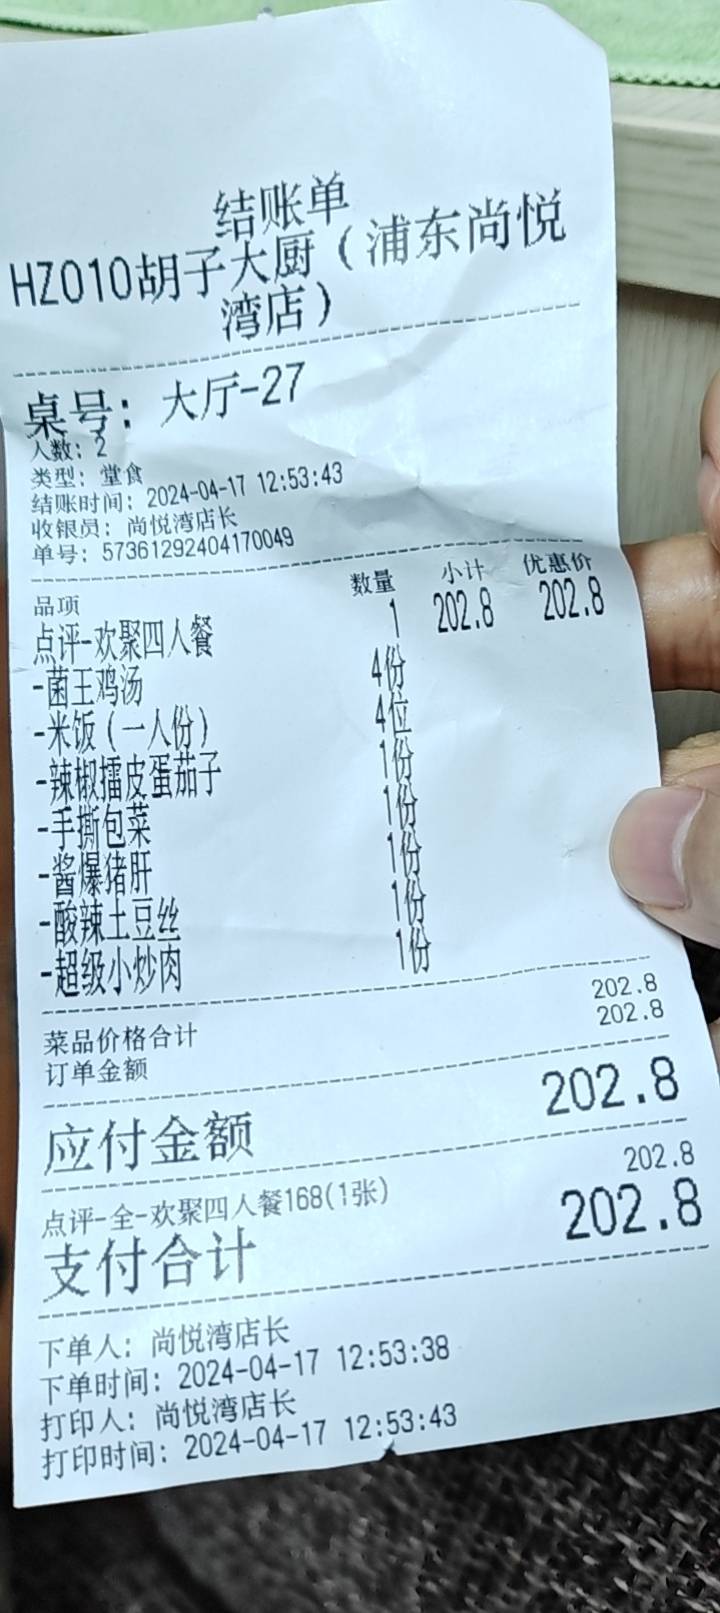 结账单
HZ010胡子大厨（浦东尚悦
湾店）
桌号：大厅-27
人数：2
类型：堂食
结账时间：2024-04-17 12:53:43
收银员：尚悦湾店长
单号：57361292404170049
品项 数量 小计 优惠价
点评-欢聚四人餐 1 202.8 202.8
-菌王鸡汤 4份
-米饭（一人份） 4位
-辣椒擂皮蛋茄子 1份
-手撕包菜 1份
-酱爆猪肝 1份
-酸辣土豆丝 1份
-超级小炒肉 1份
菜品价格合计 202.8
订单金额 202.8
应付金额 202.8
点评-全-欢聚四人餐168(1张) 202.8
支付合计 202.8
下单人：尚悦湾店长
下单时间：2024-04-17 12:53:38
打印人：尚悦湾店长
打印时间：2024-04-17 12:53:43